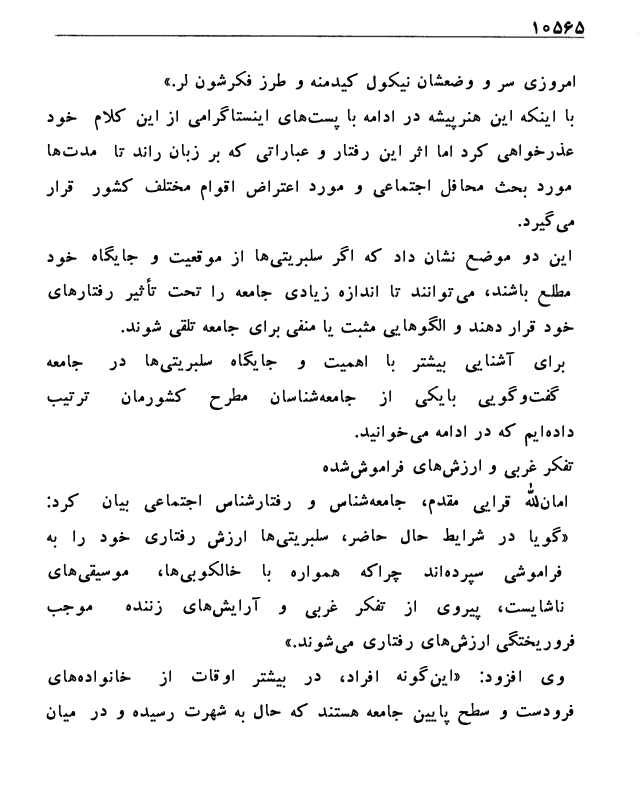 ۱۰۵۶۵
امروزی سر و وضعشان نیکول کیدمنه و طرز فکرشون لر.»
با اینکه این هنرپیشه در ادامه با پست‌های اینستاگرامی از این کلام خود
عذرخواهی کرد اما اثر این رفتار و عباراتی که بر زبان راند تا مدت‌ها
مورد بحث محافل اجتماعی و مورد اعتراض اقوام مختلف کشور قرار
می‌گیرد.
این دو موضع نشان داد که اگر سلبریتی‌ها از موقعیت و جایگاه خود
مطلع باشند، می‌توانند تا اندازه زیادی جامعه را تحت تأثیر رفتارهای
خود قرار دهند و الگوهایی مثبت یا منفی برای جامعه تلقی شوند.
برای آشنایی بیشتر با اهمیت و جایگاه سلبریتی‌ها در جامعه
گفت‌وگویی بایکی از جامعه‌شناسان مطرح کشورمان ترتیب
داده‌ایم که در ادامه می‌خوانید.
تفکر غربی و ارزش‌های فراموش‌شده
امان‌الله قرایی مقدم، جامعه‌شناس و رفتارشناس اجتماعی بیان کرد:
«گویا در شرایط حال حاضر، سلبریتی‌ها ارزش رفتاری خود را به
فراموشی سپرده‌اند چراکه همواره با خالکوبی‌ها، موسیقی‌های
ناشایست، پیروی از تفکر غربی و آرایش‌های زننده موجب
فروریختگی ارزش‌های رفتاری می‌شوند.»
وی افزود: «این‌گونه افراد، در بیشتر اوقات از خانواده‌های
فرودست و سطح پایین جامعه هستند که حال به شهرت رسیده و در میان